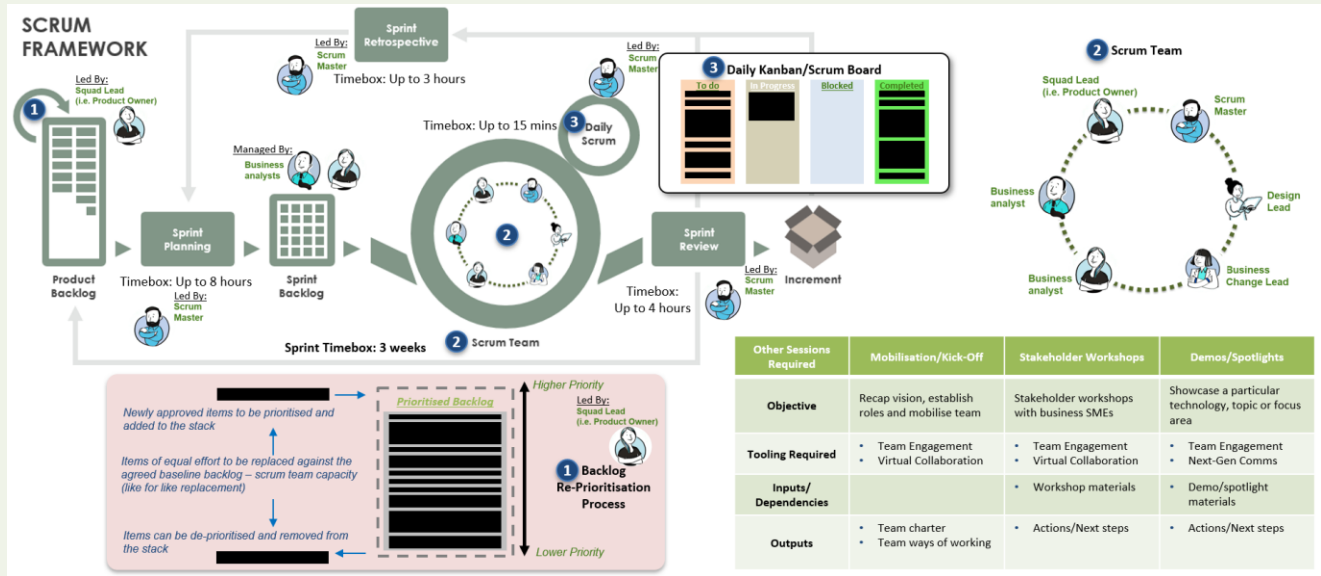 SCRUM
FRAMEWORK
Led By:
Squad Lead
(i.e. Product Owner)
1
Product
Backlog
Sprint
Retrospective
Led By:
Scrum
Master
Timebox: Up to 3 hours
Sprint
Planning
Timebox: Up to 8 hours
Led By:
Scrum
Master
Managed By:
Business
analysts
Sprint
Backlog
Led By:
Scrum
Master
Timebox: Up to 15 mins
3
Daily
Scrum
2
2 Scrum Team
Sprint Timebox: 3 weeks
3 Daily Kanban/Scrum Board
To do
In Progress
Blocked
Completed
Sprint
Review
Timebox:
Up to 4 hours
Led By:
Scrum
Master
Increment
2 Scrum Team
Squad Lead
(i.e. Product Owner)
Scrum
Master
Business
analyst
Design
Lead
Business
analyst
Business
Change Lead
Newly approved items to be prioritised and
added to the stack
Items of equal effort to be replaced against the
agreed baseline backlog – scrum team capacity
(like for like replacement)
Items can be de-prioritised and removed from
the stack
Prioritised Backlog
Higher Priority
Lower Priority
Led By:
Squad Lead
(i.e. Product Owner)
1 Backlog
Re-Prioritisation
Process
Other Sessions
Required
Mobilisation/Kick-Off
Stakeholder Workshops
Demos/Spotlights
Objective
Recap vision, establish
roles and mobilise team
Stakeholder workshops
with business SMEs
Showcase a particular
technology, topic or focus
area
Tooling Required
• Team Engagement
• Virtual Collaboration
• Team Engagement
• Virtual Collaboration
• Team Engagement
• Next-Gen Comms
Inputs/
Dependencies
• Workshop materials
• Demo/spotlight
materials
Outputs
• Team charter
• Team ways of working
• Actions/Next steps
• Actions/Next steps